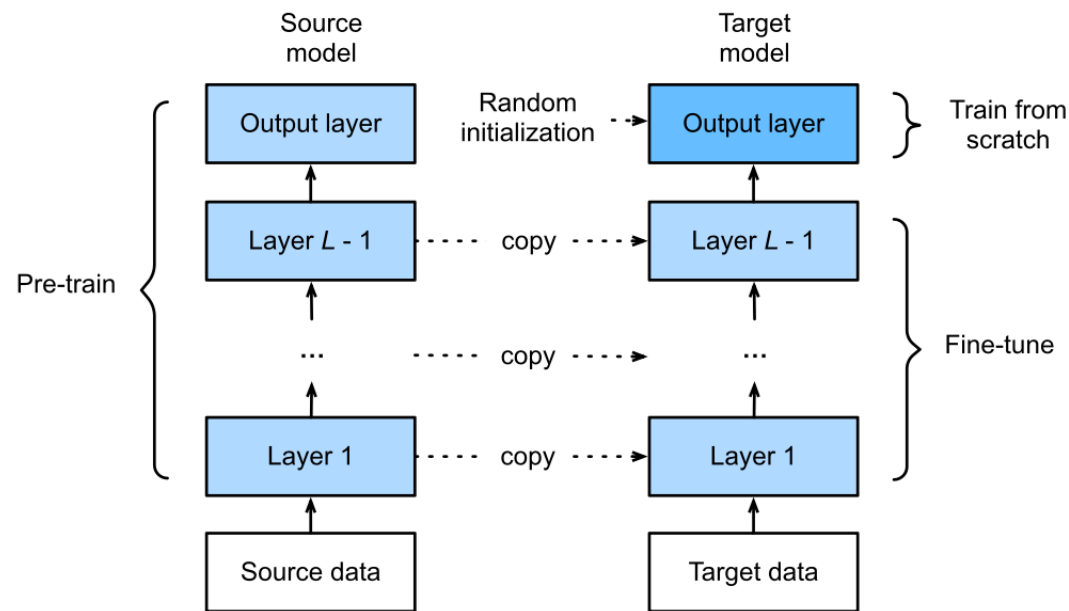 Source
model
Target
model
Output layer
Random
initialization
Output layer
Train from
scratch
Layer L - 1
copy
Layer L - 1
Pre-train
...
copy
...
Fine-tune
Layer 1
copy
Layer 1
Source data
Target data